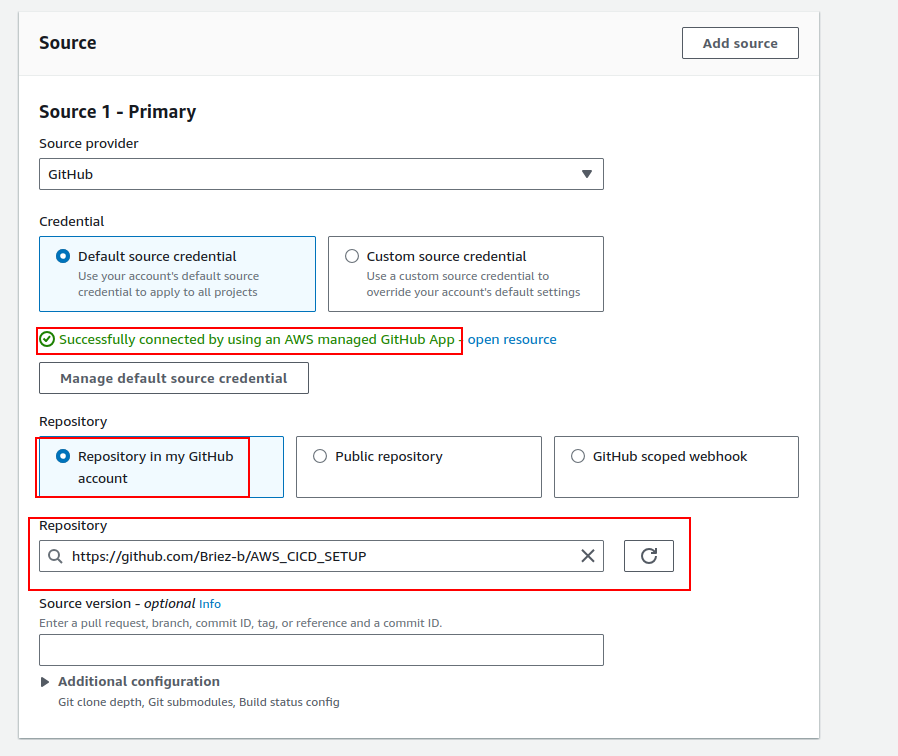 Source
Add source
Source 1 - Primary
Source provider
GitHub
Credential
Default source credential
Use your account's default source
credential to apply to all projects
Custom source credential
Use a custom source credential to
override your account's default settings
Successfully connected by using an AWS managed GitHub App - open resource
Manage default source credential
Repository
Repository in my GitHub
account
Public repository
GitHub scoped webhook
Repository
https://github.com/Briez-b/AWS_CICD_SETUP
Source version - optional Info
Enter a pull request, branch, commit ID, tag, or reference and a commit ID.
Additional configuration
Git clone depth, Git submodules, Build status config